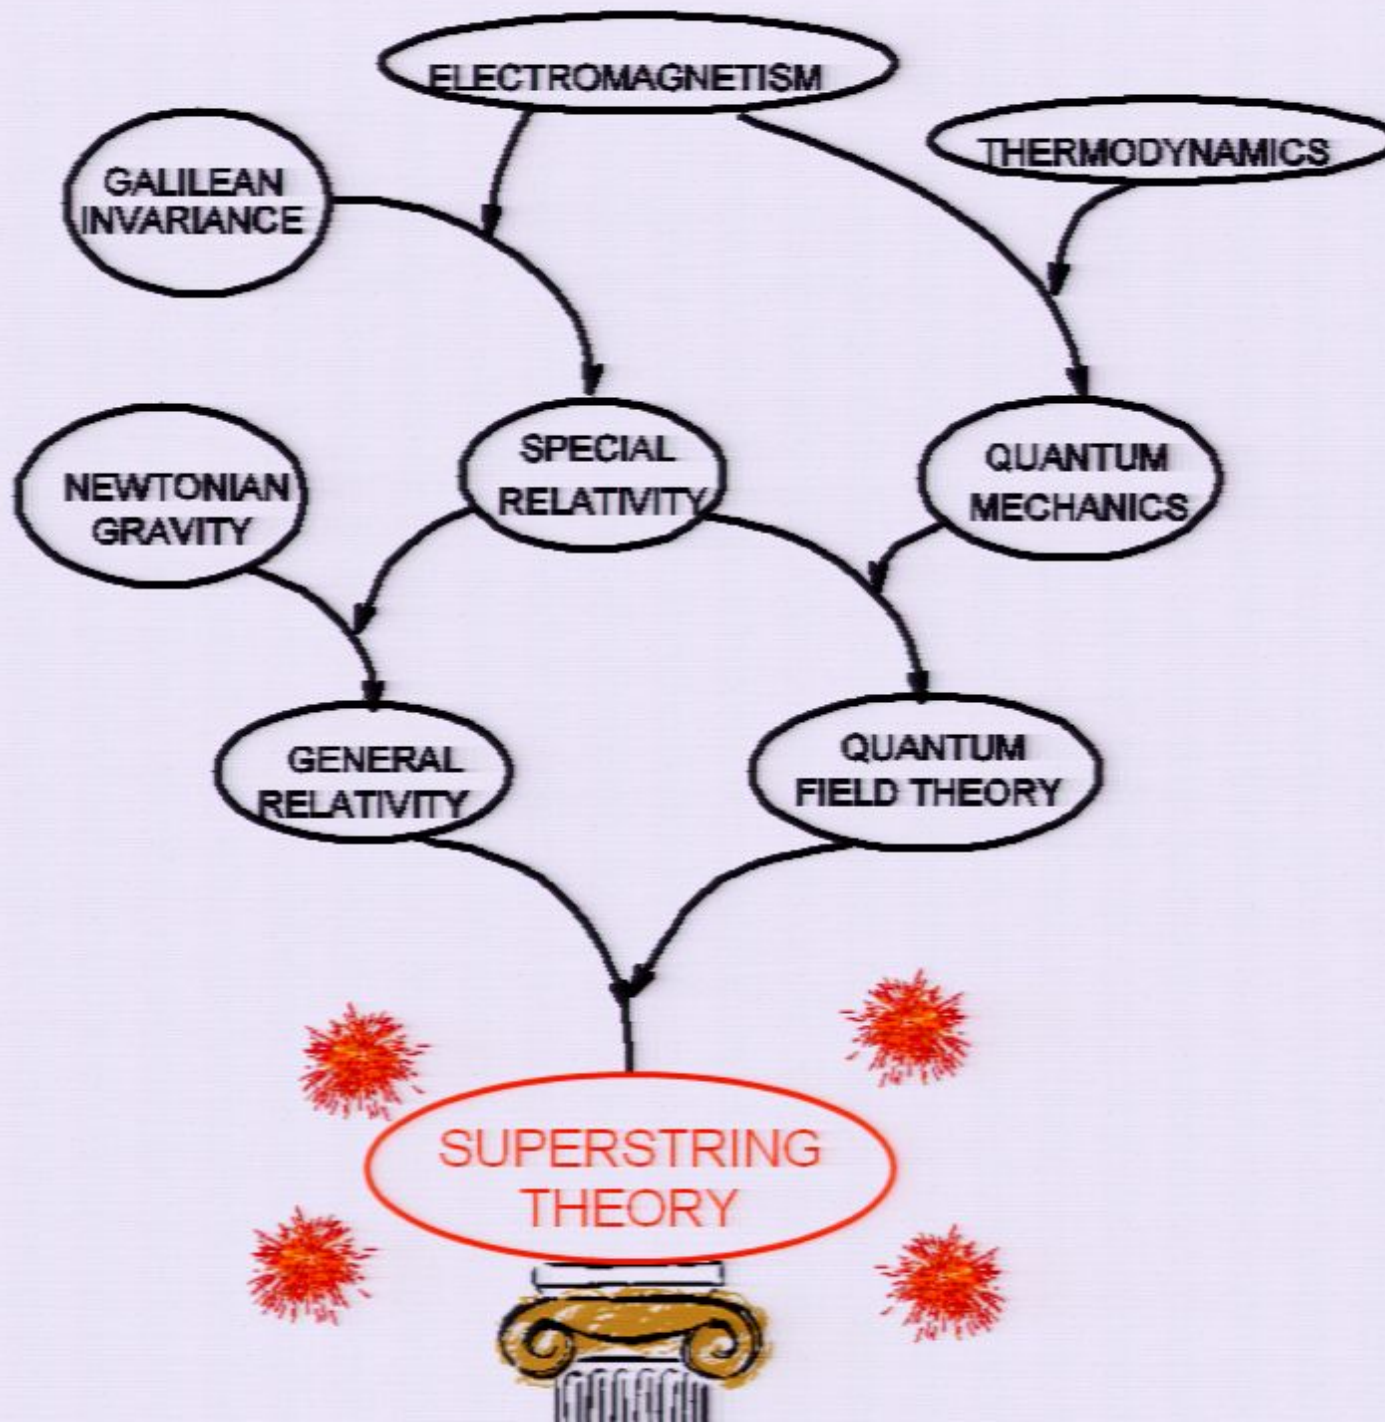 ELECTROMAGNETISM
THERMODYNAMICS
GALILEAN
INVARIANCE
NEWTONIAN
GRAVITY
SPECIAL
RELATIVITY
QUANTUM
MECHANICS
GENERAL
RELATIVITY
QUANTUM
FIELD THEORY
SUPERSTRING
THEORY